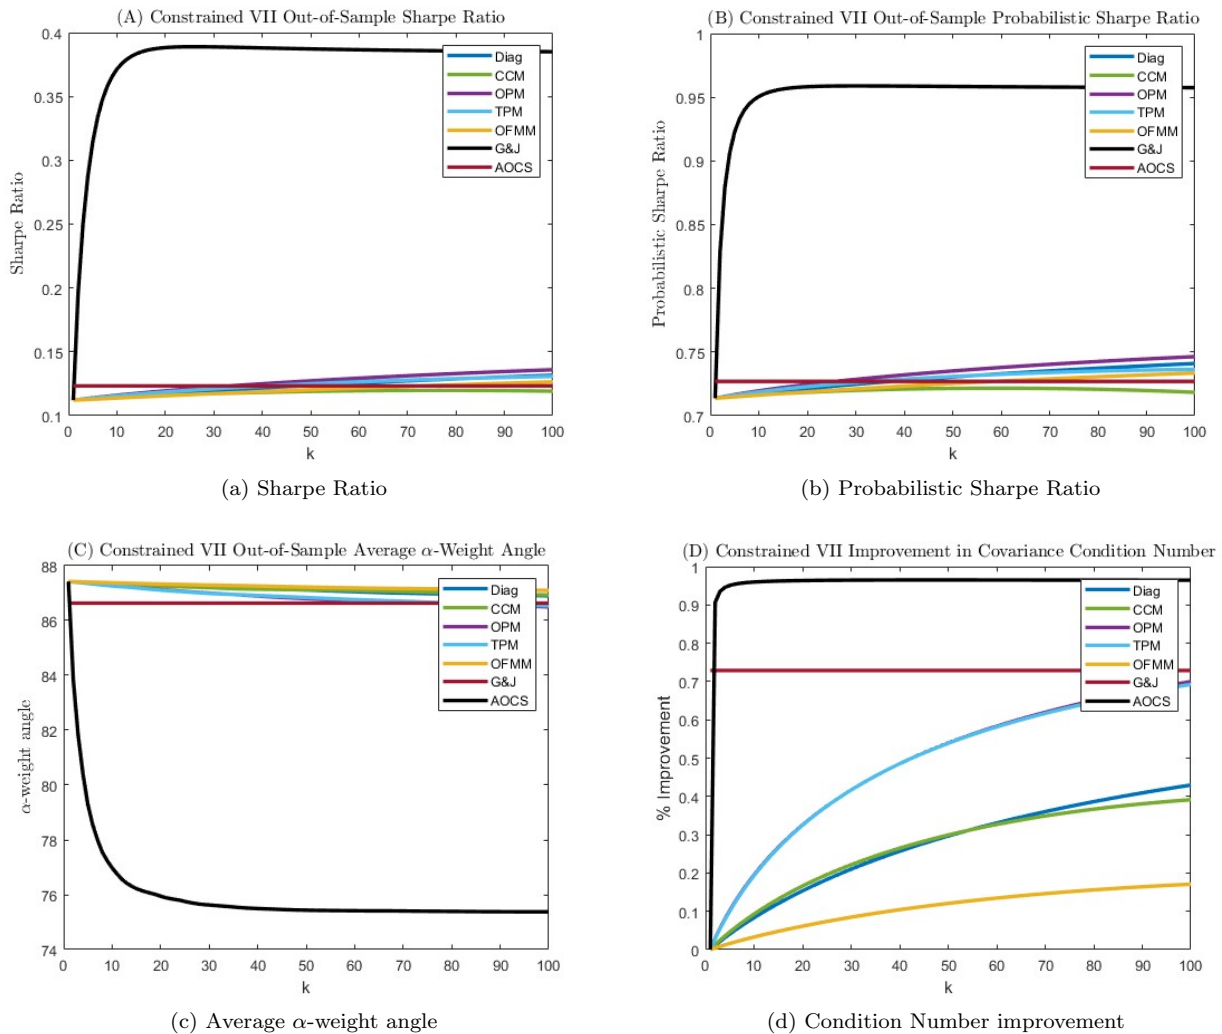 (A) Constrained VII Out-of-Sample Sharpe Ratio
0.4
0.35
0.3
0.25
0.2
0.15
0.1
Sharpe Ratio
Diag
CCM
OPM
TPM
OFMM
G&J
AOCS
0 10 20 30 40 50 60 70 80 90 100
k
(a) Sharpe Ratio
(B) Constrained VII Out-of-Sample Probabilistic Sharpe Ratio
1
0.95
0.9
0.85
0.8
0.75
0.7
Probabilistic Sharpe Ratio
Diag
CCM
OPM
TPM
OFMM
G&J
AOCS
0 10 20 30 40 50 60 70 80 90 100
k
(b) Probabilistic Sharpe Ratio
(C) Constrained VII Out-of-Sample Average α-Weight Angle
88
86
84
82
80
78
76
74
α-weight angle
Diag
CCM
OPM
TPM
OFMM
G&J
AOCS
0 10 20 30 40 50 60 70 80 90 100
k
(c) Average α-weight angle
(D) Constrained VII Improvement in Covariance Condition Number
1
0.9
0.8
0.7
0.6
0.5
0.4
0.3
0.2
0.1
0
% Improvement
Diag
CCM
OPM
TPM
OFMM
G&J
AOCS
0 10 20 30 40 50 60 70 80 90 100
k
(d) Condition Number improvement